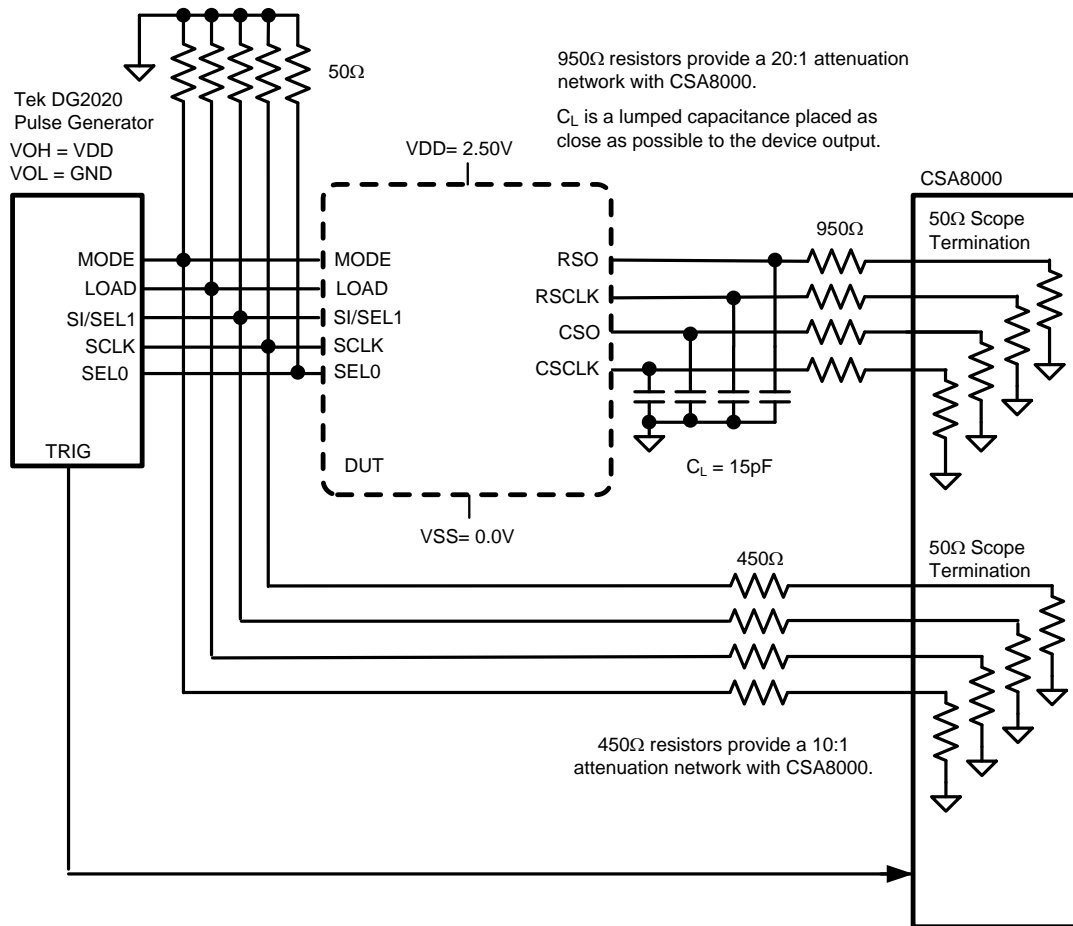 50Ω
950Ω resistors provide a 20:1 attenuation
network with CSA8000.
C_L is a lumped capacitance placed as
close as possible to the device output.
Tek DG2020
Pulse Generator
VOH = VDD
VOL = GND
VDD= 2.50V
CSA8000
50Ω Scope
Termination
950Ω
MODE
LOAD
SI/SEL1
SCLK
SEL0
TRIG
MODE
LOAD
SI/SEL1
SCLK
SEL0
DUT
RSO
RSCLK
CSO
CSCLK
C_L = 15pF
VSS= 0.0V
450Ω
50Ω Scope
Termination
450Ω resistors provide a 10:1
attenuation network with CSA8000.